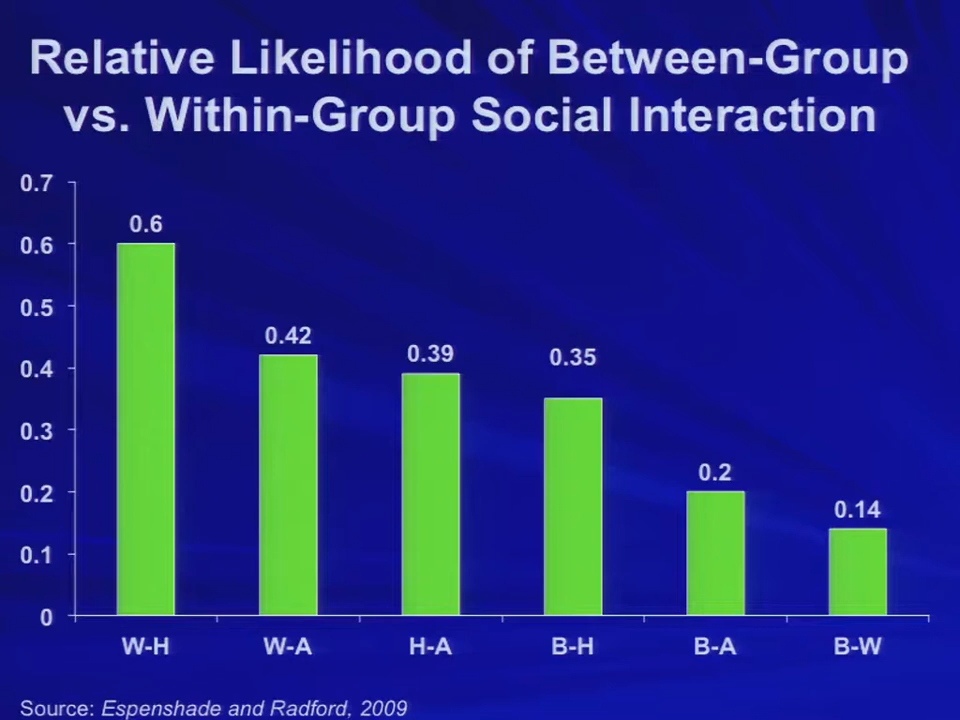 Relative Likelihood of Between-Group
vs. Within-Group Social Interaction
0.7
0.6
0.5
0.4
0.3
0.2
0.1
0
0.6
0.42
0.39
0.35
0.2
0.14
W-H
W-A
H-A
B-H
B-A
B-W
Source: Espenshade and Radford, 2009